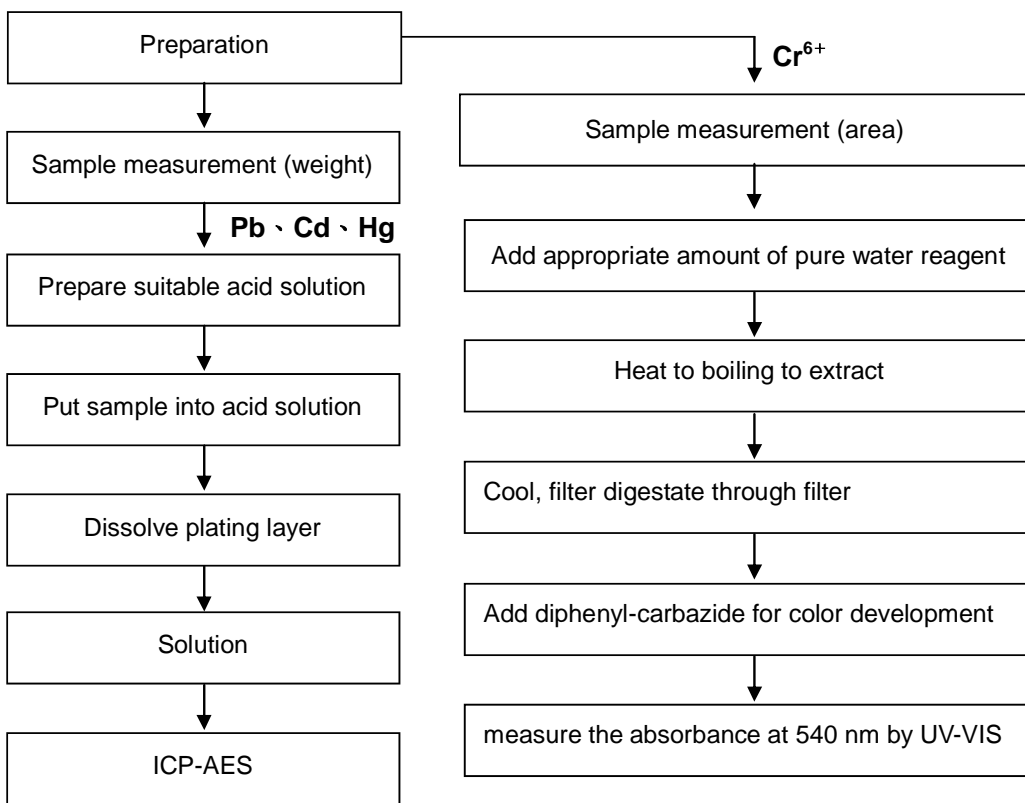 Preparation
Sample measurement (weight)
Pb、Cd、Hg
Prepare suitable acid solution
Put sample into acid solution
Dissolve plating layer
Solution
ICP-AES
Cr⁶⁺
Sample measurement (area)
Add appropriate amount of pure water reagent
Heat to boiling to extract
Cool, filter digestate through filter
Add diphenyl-carbazide for color development
measure the absorbance at 540 nm by UV-VIS